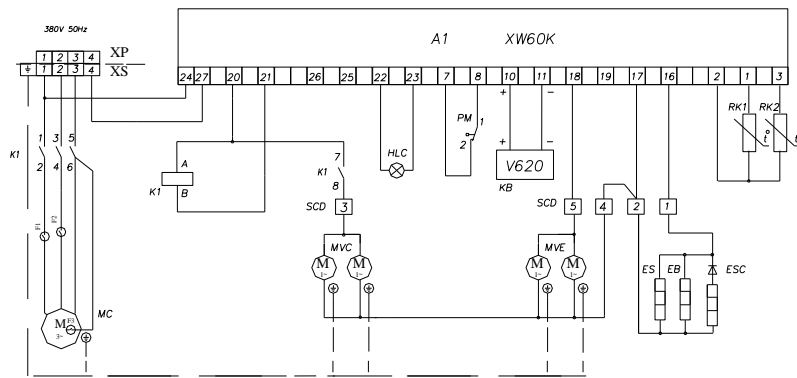 380V 50Hz
A1 XW60K
1 2 3 4 XP
1 2 3 4 XS
24 27 20 21 26 25 22 23 7 8 10 11 18 19 17 16 2 1 3
+ −
PM 1
2
RK1 RK2
t° t°
1 3 5
K1
2 4 6
A
K1
B
7
K1
8
HLC
+ −
V620
KB
SCD 3
SCD 5 4 2 1
F1 F2
MVC
M 1~
M 1~
MVE
M 1~
M 1~
ES EB ESC
MC
M 3~
F3